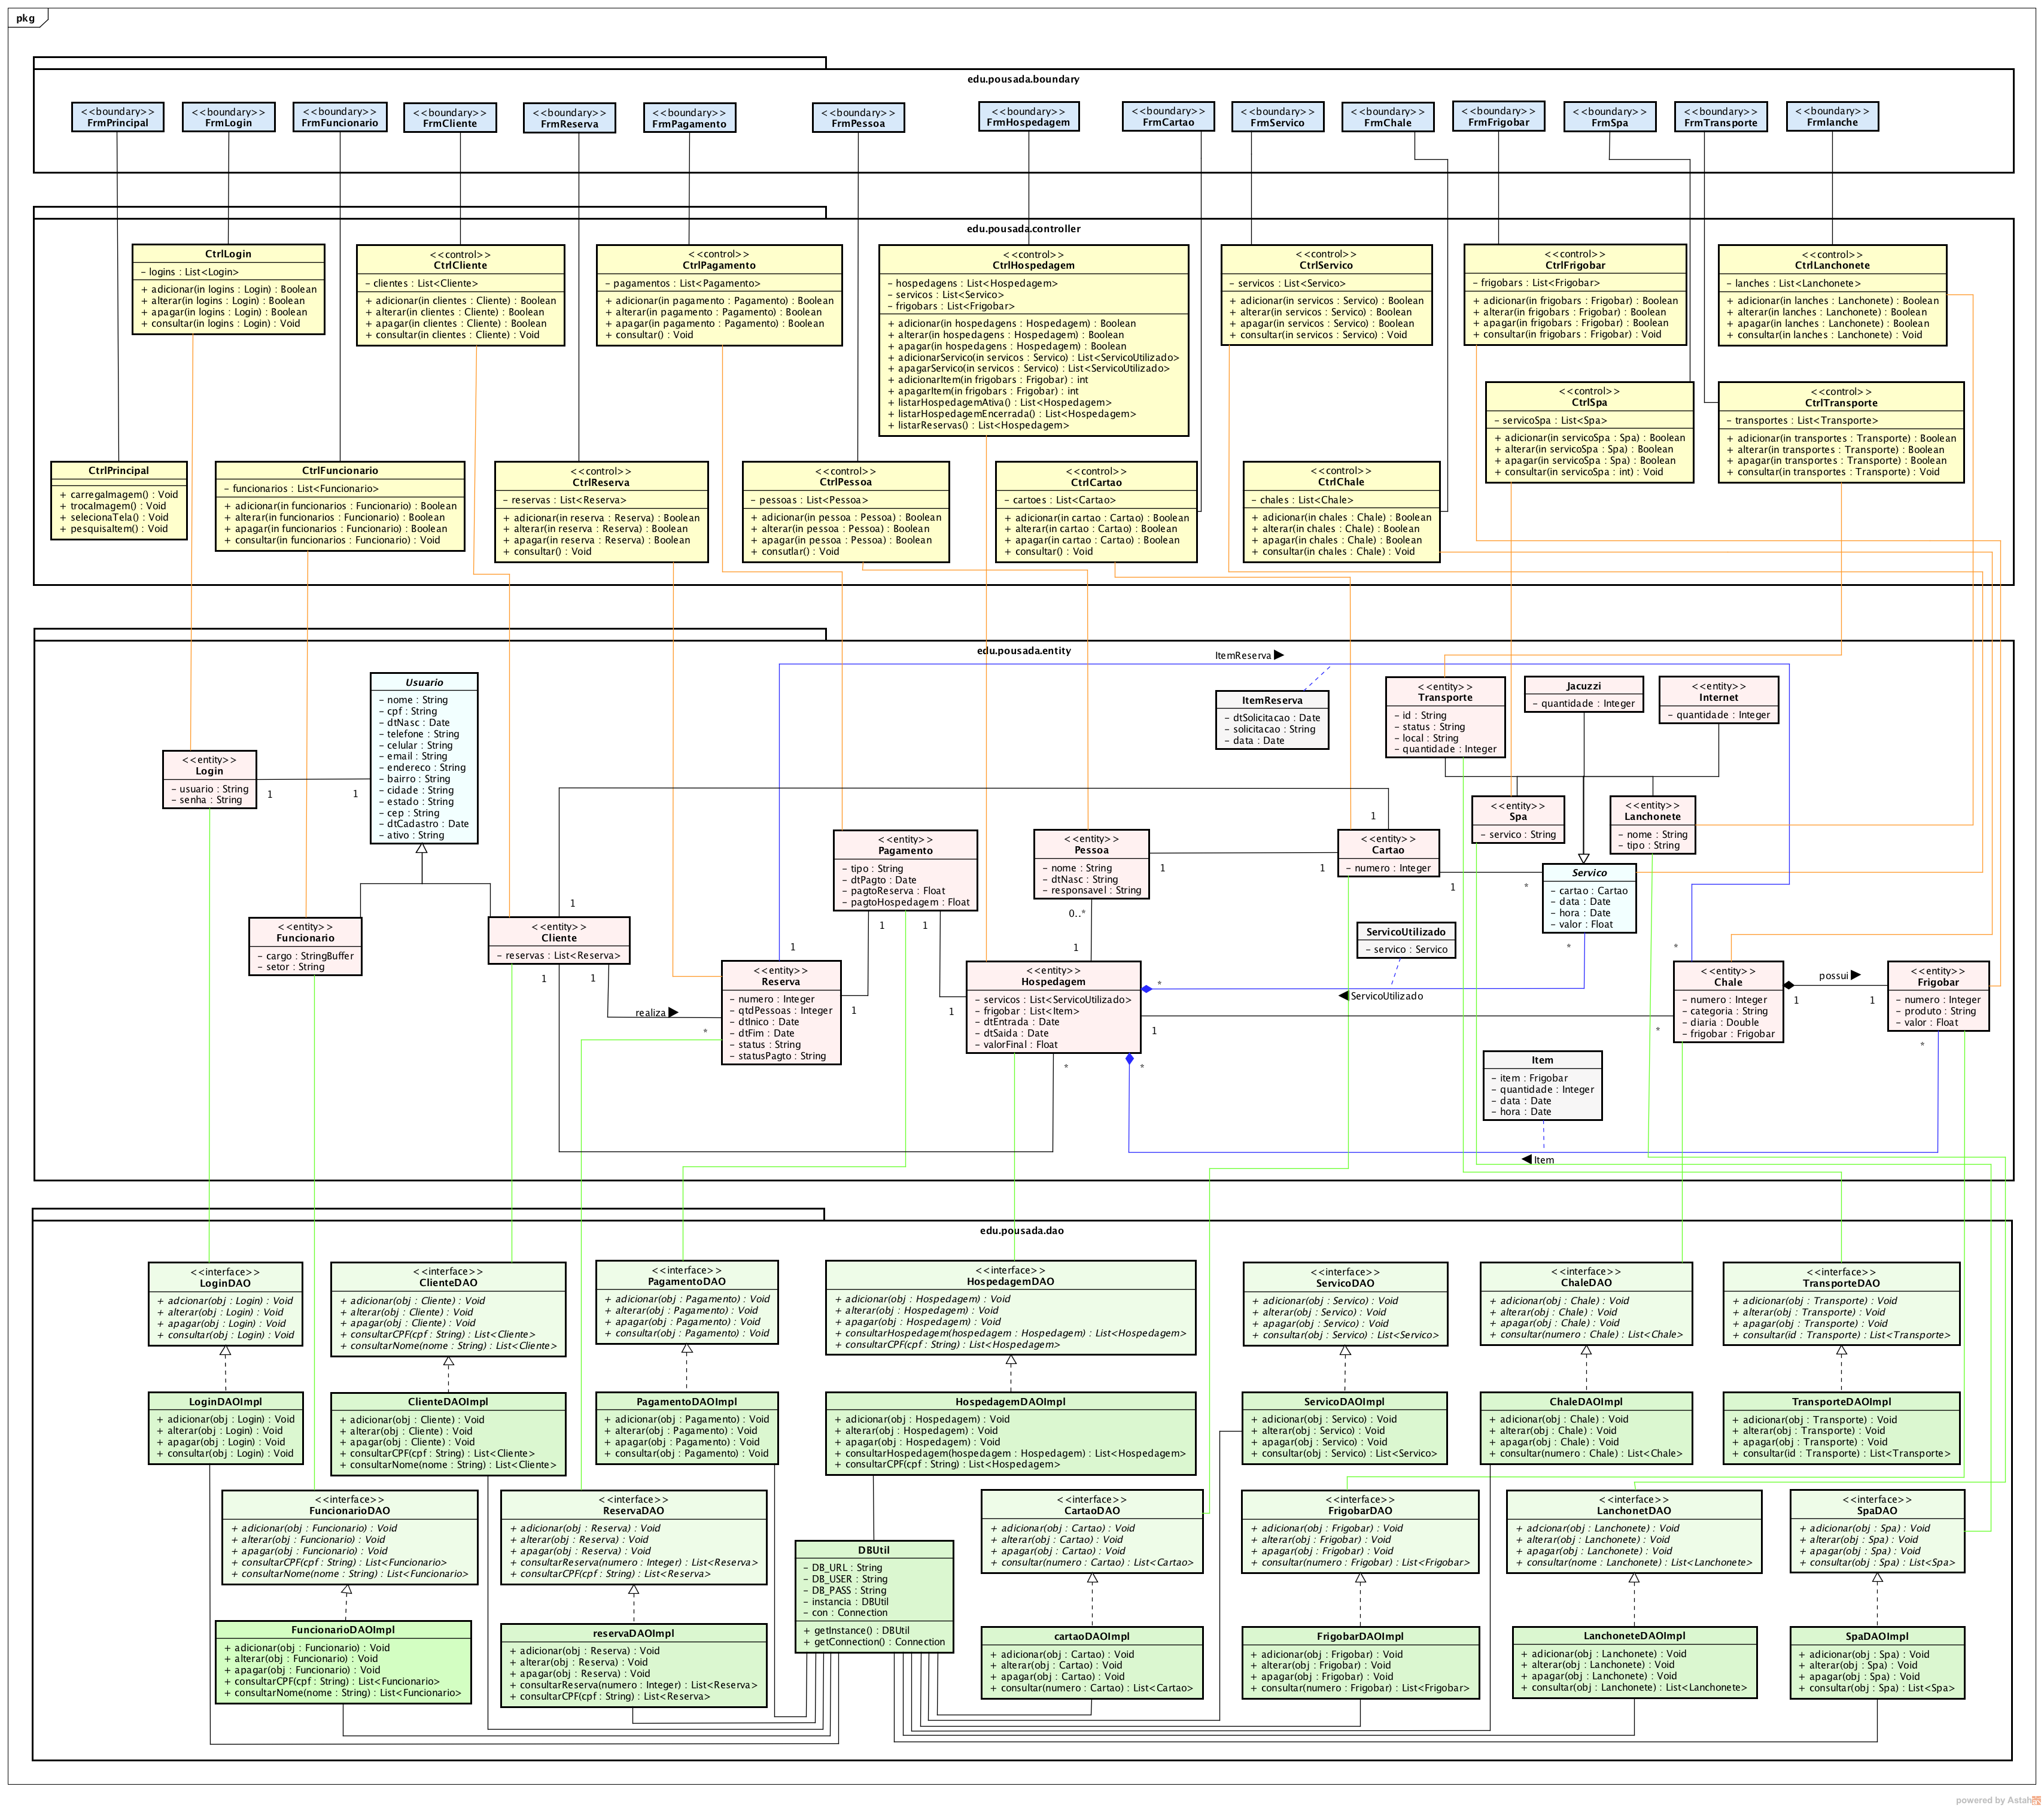 pkg
edu.pousada.boundary
<<boundary>>
FrmPrincipal
<<boundary>>
FrmLogin
<<boundary>>
FrmFuncionario
<<boundary>>
FrmCliente
<<boundary>>
FrmReserva
<<boundary>>
FrmPagamento
<<boundary>>
FrmPessoa
<<boundary>>
FrmHospedagem
<<boundary>>
FrmCartao
<<boundary>>
FrmServico
<<boundary>>
FrmChale
<<boundary>>
FrmFrigobar
<<boundary>>
FrmSpa
<<boundary>>
FrmTransporte
<<boundary>>
FrmIanche
edu.pousada.controller
CtrlLogin
– logins : List<Login>
+ adicionar(in logins : Login) : Boolean
+ alterar(in logins : Login) : Boolean
+ apagar(in logins : Login) : Boolean
+ consultar(in logins : Login) : Void
<<control>>
CtrlCliente
– clientes : List<Cliente>
+ adicionar(in clientes : Cliente) : Boolean
+ alterar(in clientes : Cliente) : Boolean
+ apagar(in clientes : Cliente) : Boolean
+ consultar(in clientes : Cliente) : Void
<<control>>
CtrlPagamento
– pagamentos : List<Pagamento>
+ adicionar(in pagamento : Pagamento) : Boolean
+ alterar(in pagamento : Pagamento) : Boolean
+ apagar(in pagamento : Pagamento) : Boolean
+ consultar() : Void
<<control>>
CtrlHospedagem
– hospedagens : List<Hospedagem>
– servicos : List<Servico>
– frigobars : List<Frigobar>
+ adicionar(in hospedagens : Hospedagem) : Boolean
+ alterar(in hospedagens : Hospedagem) : Boolean
+ apagar(in hospedagens : Hospedagem) : Boolean
+ adicionarServico(in servicos : Servico) : List<ServicoUtilizado>
+ apagarServico(in servicos : Servico) : List<ServicoUtilizado>
+ adicionarItem(in frigobars : Frigobar) : int
+ apagarItem(in frigobars : Frigobar) : int
+ listarHospedagemAtiva() : List<Hospedagem>
+ listarHospedagemEncerrada() : List<Hospedagem>
+ listarReservas() : List<Hospedagem>
<<control>>
CtrlServico
– servicos : List<Servico>
+ adicionar(in servicos : Servico) : Boolean
+ alterar(in servicos : Servico) : Boolean
+ apagar(in servicos : Servico) : Boolean
+ consultar(in servicos : Servico) : Void
<<control>>
CtrlFrigobar
– frigobars : List<Frigobar>
+ adicionar(in frigobars : Frigobar) : Boolean
+ alterar(in frigobars : Frigobar) : Boolean
+ apagar(in frigobars : Frigobar) : Boolean
+ consultar(in frigobars : Frigobar) : Void
<<control>>
CtrlLanchonete
– lanches : List<Lanchonete>
+ adicionar(in lanches : Lanchonete) : Boolean
+ alterar(in lanches : Lanchonete) : Boolean
+ apagar(in lanches : Lanchonete) : Boolean
+ consultar(in lanches : Lanchonete) : Void
<<control>>
CtrlSpa
– servicoSpa : List<Spa>
+ adicionar(in servicoSpa : Spa) : Boolean
+ alterar(in servicoSpa : Spa) : Boolean
+ apagar(in servicoSpa : Spa) : Boolean
+ consultar(in servicoSpa : int) : Void
<<control>>
CtrlTransporte
– transportes : List<Transporte>
+ adicionar(in transportes : Transporte) : Boolean
+ alterar(in transportes : Transporte) : Boolean
+ apagar(in transportes : Transporte) : Boolean
+ consultar(in transportes : Transporte) : Void
CtrlPrincipal
+ carregaImagem() : Void
+ trocaImagem() : Void
+ selecionaTela() : Void
+ pesquisaItem() : Void
CtrlFuncionario
– funcionarios : List<Funcionario>
+ adicionar(in funcionarios : Funcionario) : Boolean
+ alterar(in funcionarios : Funcionario) : Boolean
+ apagar(in funcionarios : Funcionario) : Boolean
+ consultar(in funcionarios : Funcionario) : Void
<<control>>
CtrlReserva
– reservas : List<Reserva>
+ adicionar(in reserva : Reserva) : Boolean
+ alterar(in reserva : Reserva) : Boolean
+ apagar(in reserva : Reserva) : Boolean
+ consultar() : Void
<<control>>
CtrlPessoa
– pessoas : List<Pessoa>
+ adicionar(in pessoa : Pessoa) : Boolean
+ alterar(in pessoa : Pessoa) : Boolean
+ apagar(in pessoa : Pessoa) : Boolean
+ consutlar() : Void
<<control>>
CtrlCartao
– cartoes : List<Cartao>
+ adicionar(in cartao : Cartao) : Boolean
+ alterar(in cartao : Cartao) : Boolean
+ apagar(in cartao : Cartao) : Boolean
+ consultar() : Void
<<control>>
CtrlChale
– chales : List<Chale>
+ adicionar(in chales : Chale) : Boolean
+ alterar(in chales : Chale) : Boolean
+ apagar(in chales : Chale) : Boolean
+ consultar(in chales : Chale) : Void
edu.pousada.entity
ItemReserva
Usuario
– nome : String
– cpf : String
– dtNasc : Date
– telefone : String
– celular : String
– email : String
– endereco : String
– bairro : String
– cidade : String
– estado : String
– cep : String
– dtCadastro : Date
– ativo : String
<<entity>>
Login
– usuario : String
– senha : String
1
1
ItemReserva
– dtSolicitacao : Date
– solicitacao : String
– data : Date
<<entity>>
Transporte
– id : String
– status : String
– local : String
– quantidade : Integer
Jacuzzi
– quantidade : Integer
<<entity>>
Internet
– quantidade : Integer
<<entity>>
Spa
– servico : String
<<entity>>
Lanchonete
– nome : String
– tipo : String
<<entity>>
Pagamento
– tipo : String
– dtPagto : Date
– pagtoReserva : Float
– pagtoHospedagem : Float
<<entity>>
Pessoa
– nome : String
– dtNasc : String
– responsavel : String
1
1
1
<<entity>>
Cartao
– numero : Integer
1
*
Servico
– cartao : Cartao
– data : Date
– hora : Date
– valor : Float
<<entity>>
Funcionario
– cargo : StringBuffer
– setor : String
1
<<entity>>
Cliente
– reservas : List<Reserva>
1
1
realiza
*
1
1
1
0..*
1
<<entity>>
Reserva
– numero : Integer
– qtdPessoas : Integer
– dtInico : Date
– dtFim : Date
– status : String
– statusPagto : String
1
1
<<entity>>
Hospedagem
– servicos : List<ServicoUtilizado>
– frigobar : List<Item>
– dtEntrada : Date
– dtSaida : Date
– valorFinal : Float
*
1
*
*
ServicoUtilizado
– servico : Servico
ServicoUtilizado
*
*
*
<<entity>>
Chale
– numero : Integer
– categoria : String
– diaria : Double
– frigobar : Frigobar
possui
1
1
<<entity>>
Frigobar
– numero : Integer
– produto : String
– valor : Float
*
Item
– item : Frigobar
– quantidade : Integer
– data : Date
– hora : Date
Item
edu.pousada.dao
<<interface>>
LoginDAO
+ adcionar(obj : Login) : Void
+ alterar(obj : Login) : Void
+ apagar(obj : Login) : Void
+ consultar(obj : Login) : Void
<<interface>>
ClienteDAO
+ adicionar(obj : Cliente) : Void
+ alterar(obj : Cliente) : Void
+ apagar(obj : Cliente) : Void
+ consultarCPF(cpf : String) : List<Cliente>
+ consultarNome(nome : String) : List<Cliente>
<<interface>>
PagamentoDAO
+ adicionar(obj : Pagamento) : Void
+ alterar(obj : Pagamento) : Void
+ apagar(obj : Pagamento) : Void
+ consultar(obj : Pagamento) : Void
<<interface>>
HospedagemDAO
+ adicionar(obj : Hospedagem) : Void
+ alterar(obj : Hospedagem) : Void
+ apagar(obj : Hospedagem) : Void
+ consultarHospedagem(hospedagem : Hospedagem) : List<Hospedagem>
+ consultarCPF(cpf : String) : List<Hospedagem>
<<interface>>
ServicoDAO
+ adicionar(obj : Servico) : Void
+ alterar(obj : Servico) : Void
+ apagar(obj : Servico) : Void
+ consultar(obj : Servico) : List<Servico>
<<interface>>
ChaleDAO
+ adicionar(obj : Chale) : Void
+ alterar(obj : Chale) : Void
+ apagar(obj : Chale) : Void
+ consultar(numero : Chale) : List<Chale>
<<interface>>
TransporteDAO
+ adicionar(obj : Transporte) : Void
+ alterar(obj : Transporte) : Void
+ apagar(obj : Transporte) : Void
+ consultar(id : Transporte) : List<Transporte>
LoginDAOImpl
+ adicionar(obj : Login) : Void
+ alterar(obj : Login) : Void
+ apagar(obj : Login) : Void
+ consultar(obj : Login) : Void
ClienteDAOImpl
+ adicionar(obj : Cliente) : Void
+ alterar(obj : Cliente) : Void
+ apagar(obj : Cliente) : Void
+ consultarCPF(cpf : String) : List<Cliente>
+ consultarNome(nome : String) : List<Cliente>
PagamentoDAOImpl
+ adicionar(obj : Pagamento) : Void
+ alterar(obj : Pagamento) : Void
+ apagar(obj : Pagamento) : Void
+ consultar(obj : Pagamento) : Void
HospedagemDAOImpl
+ adicionar(obj : Hospedagem) : Void
+ alterar(obj : Hospedagem) : Void
+ apagar(obj : Hospedagem) : Void
+ consultarHospedagem(hospedagem : Hospedagem) : List<Hospedagem>
+ consultarCPF(cpf : String) : List<Hospedagem>
ServicoDAOImpl
+ adicionar(obj : Servico) : Void
+ alterar(obj : Servico) : Void
+ apagar(obj : Servico) : Void
+ consultar(obj : Servico) : List<Servico>
ChaleDAOImpl
+ adicionar(obj : Chale) : Void
+ alterar(obj : Chale) : Void
+ apagar(obj : Chale) : Void
+ consultar(numero : Chale) : List<Chale>
TransporteDAOImpl
+ adicionar(obj : Transporte) : Void
+ alterar(obj : Transporte) : Void
+ apagar(obj : Transporte) : Void
+ consultar(id : Transporte) : List<Transporte>
<<interface>>
FuncionarioDAO
+ adicionar(obj : Funcionario) : Void
+ alterar(obj : Funcionario) : Void
+ apagar(obj : Funcionario) : Void
+ consultarCPF(cpf : String) : List<Funcionario>
+ consultarNome(nome : String) : List<Funcionario>
<<interface>>
ReservaDAO
+ adicionar(obj : Reserva) : Void
+ alterar(obj : Reserva) : Void
+ apagar(obj : Reserva) : Void
+ consultarReserva(numero : Integer) : List<Reserva>
+ consultarCPF(cpf : String) : List<Reserva>
DBUtil
– DB_URL : String
– DB_USER : String
– DB_PASS : String
– instancia : DBUtil
– con : Connection
+ getInstance() : DBUtil
+ getConnection() : Connection
<<interface>>
CartaoDAO
+ adicionar(obj : Cartao) : Void
+ alterar(obj : Cartao) : Void
+ apagar(obj : Cartao) : Void
+ consultar(numero : Cartao) : List<Cartao>
<<interface>>
FrigobarDAO
+ adicionar(obj : Frigobar) : Void
+ alterar(obj : Frigobar) : Void
+ apagar(obj : Frigobar) : Void
+ consultar(numero : Frigobar) : List<Frigobar>
<<interface>>
LanchonetDAO
+ adcionar(obj : Lanchonete) : Void
+ alterar(obj : Lanchonete) : Void
+ apagar(obj : Lanchonete) : Void
+ consultar(nome : Lanchonete) : List<Lanchonete>
<<interface>>
SpaDAO
+ adicionar(obj : Spa) : Void
+ alterar(obj : Spa) : Void
+ apagar(obj : Spa) : Void
+ consultar(obj : Spa) : List<Spa>
FuncionarioDAOImpl
+ adicionar(obj : Funcionario) : Void
+ alterar(obj : Funcionario) : Void
+ apagar(obj : Funcionario) : Void
+ consultarCPF(cpf : String) : List<Funcionario>
+ consultarNome(nome : String) : List<Funcionario>
reservaDAOImpl
+ adicionar(obj : Reserva) : Void
+ alterar(obj : Reserva) : Void
+ apagar(obj : Reserva) : Void
+ consultarReserva(numero : Integer) : List<Reserva>
+ consultarCPF(cpf : String) : List<Reserva>
cartaoDAOImpl
+ adicionar(obj : Cartao) : Void
+ alterar(obj : Cartao) : Void
+ apagar(obj : Cartao) : Void
+ consultar(numero : Cartao) : List<Cartao>
FrigobarDAOImpl
+ adicionar(obj : Frigobar) : Void
+ alterar(obj : Frigobar) : Void
+ apagar(obj : Frigobar) : Void
+ consultar(numero : Frigobar) : List<Frigobar>
LanchoneteDAOImpl
+ adicionar(obj : Lanchonete) : Void
+ alterar(obj : Lanchonete) : Void
+ apagar(obj : Lanchonete) : Void
+ consultar(obj : Lanchonete) : List<Lanchonete>
SpaDAOImpl
+ adicionar(obj : Spa) : Void
+ alterar(obj : Spa) : Void
+ apagar(obj : Spa) : Void
+ consultar(obj : Spa) : List<Spa>
powered by Astah